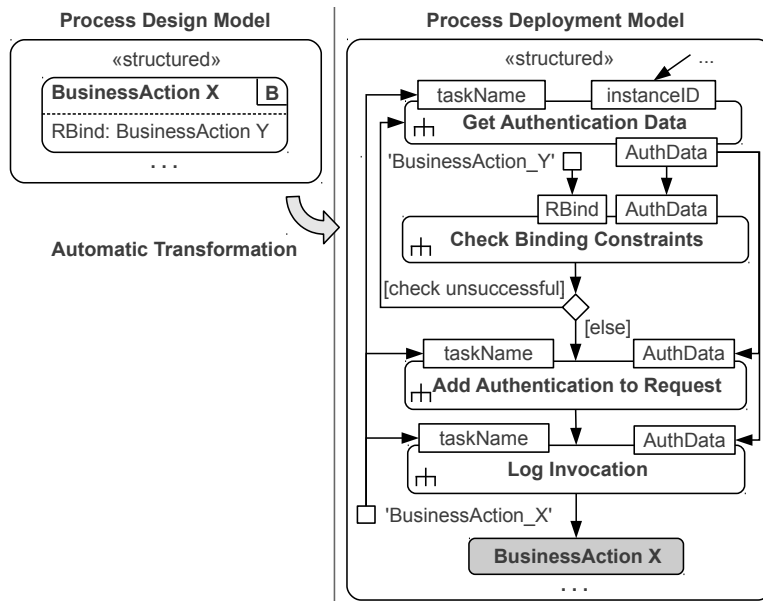 Process Design Model
«structured»
BusinessAction X
B
RBind: BusinessAction Y
. . .
Automatic Transformation
Process Deployment Model
«structured»
...
taskName
instanceID
Get Authentication Data
AuthData
'BusinessAction_Y'
RBind
AuthData
Check Binding Constraints
[check unsuccessful]
[else]
taskName
AuthData
Add Authentication to Request
taskName
AuthData
Log Invocation
'BusinessAction_X'
BusinessAction X
. . .